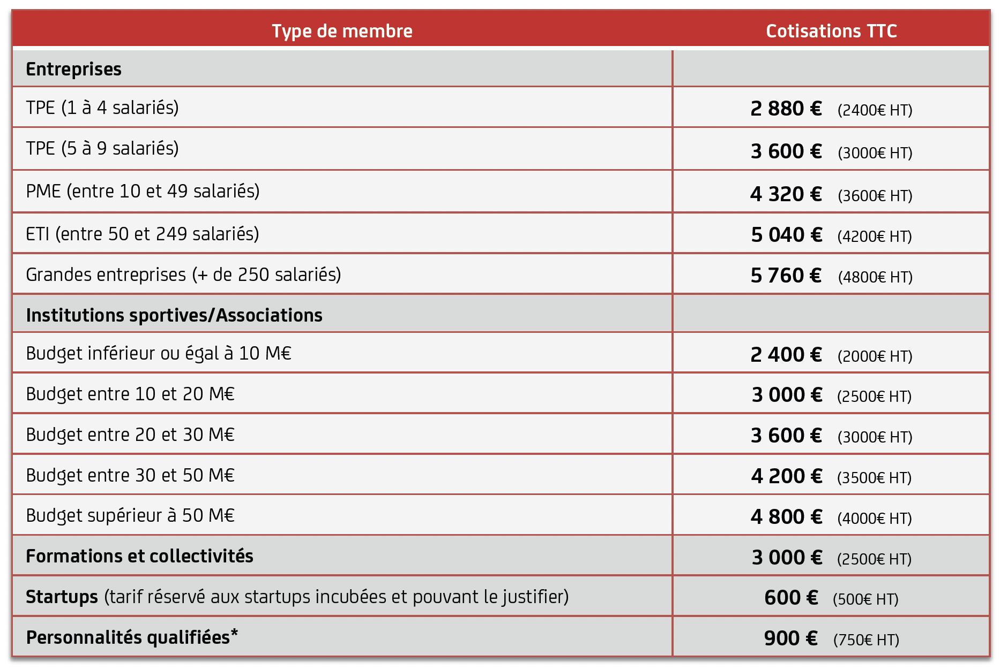 Type de membre Cotisations TTC
Entreprises
TPE (1 à 4 salariés) 2 880 € (2400€ HT)
TPE (5 à 9 salariés) 3 600 € (3000€ HT)
PME (entre 10 et 49 salariés) 4 320 € (3600€ HT)
ETI (entre 50 et 249 salariés) 5 040 € (4200€ HT)
Grandes entreprises (+ de 250 salariés) 5 760 € (4800€ HT)
Institutions sportives/Associations
Budget inférieur ou égal à 10 M€ 2 400 € (2000€ HT)
Budget entre 10 et 20 M€ 3 000 € (2500€ HT)
Budget entre 20 et 30 M€ 3 600 € (3000€ HT)
Budget entre 30 et 50 M€ 4 200 € (3500€ HT)
Budget supérieur à 50 M€ 4 800 € (4000€ HT)
Formations et collectivités 3 000 € (2500€ HT)
Startups (tarif réservé aux startups incubées et pouvant le justifier) 600 € (500€ HT)
Personnalités qualifiées* 900 € (750€ HT)